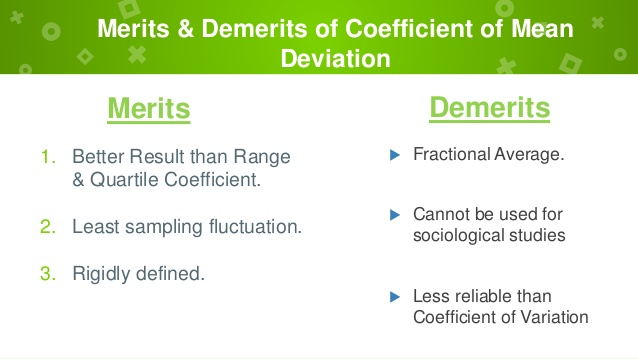 Merits & Demerits of Coefficient of Mean
Deviation
Merits
1. Better Result than Range
& Quartile Coefficient.
2. Least sampling fluctuation.
3. Rigidly defined.
Demerits
Fractional Average.
Cannot be used for
sociological studies
Less reliable than
Coefficient of Variation